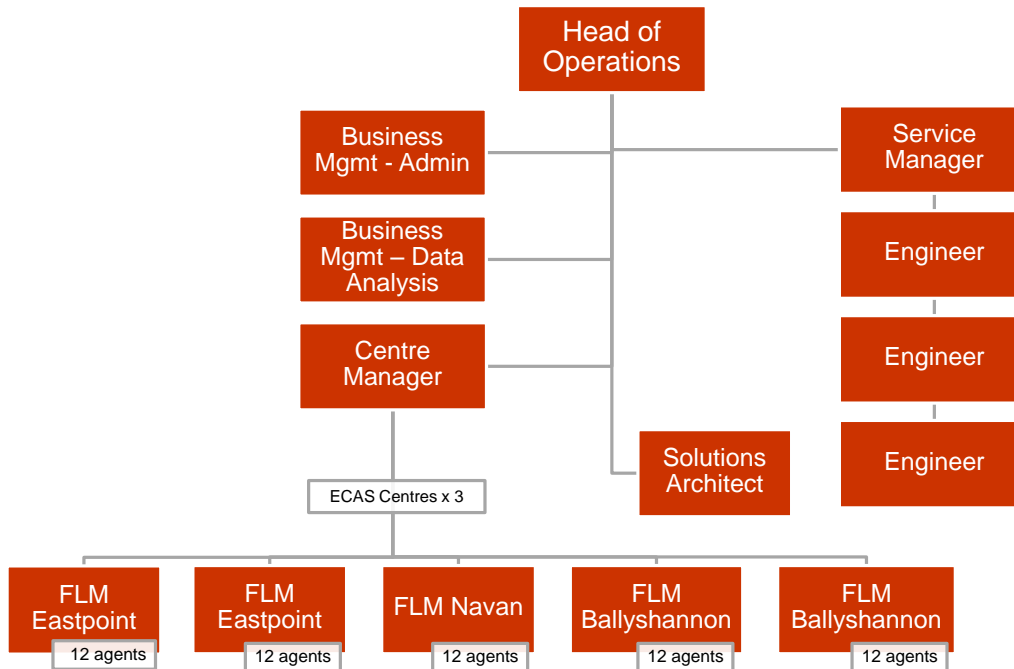 Head of
Operations
Business
Mgmt - Admin
Service
Manager
Business
Mgmt – Data
Analysis
Engineer
Centre
Manager
Engineer
Solutions
Architect
Engineer
ECAS Centres x 3
FLM
Eastpoint
12 agents
FLM
Eastpoint
12 agents
FLM Navan
12 agents
FLM
Ballyshannon
12 agents
FLM
Ballyshannon
12 agents